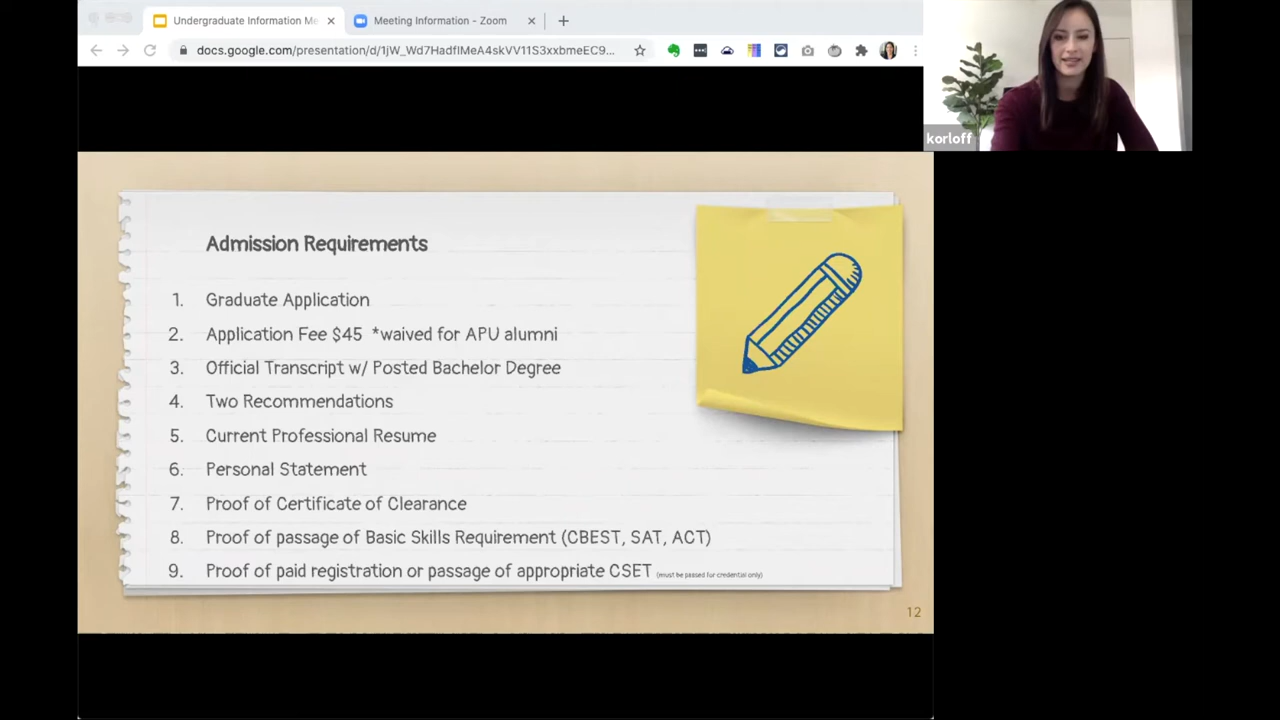 Undergraduate Information Me
Meeting Information - Zoom
docs.google.com/presentation/d/1jW_Wd7HadfIMeA4skVV11S3xxbmeEC9...
korloff
Admission Requirements
1. Graduate Application
2. Application Fee $45 *waived for APU alumni
3. Official Transcript w/ Posted Bachelor Degree
4. Two Recommendations
5. Current Professional Resume
6. Personal Statement
7. Proof of Certificate of Clearance
8. Proof of passage of Basic Skills Requirement (CBEST, SAT, ACT)
9. Proof of paid registration or passage of appropriate CSET (must be passed for credential only)
12